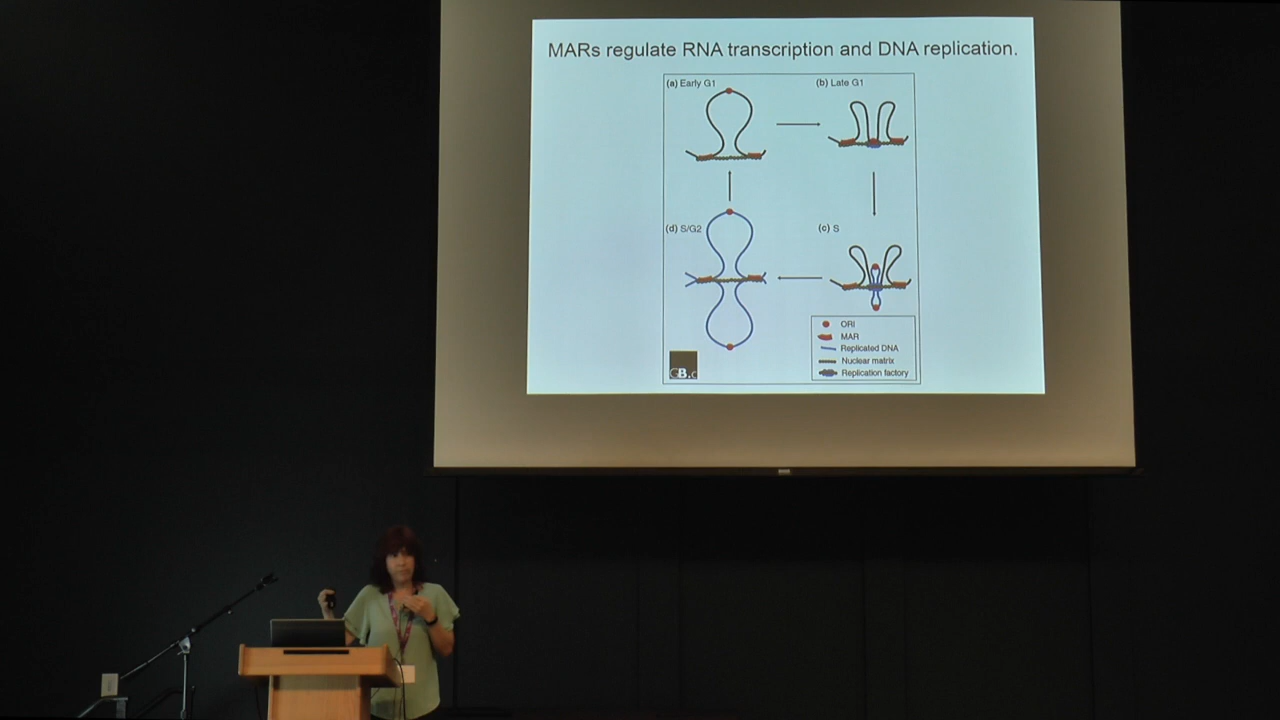 MARs regulate RNA transcription and DNA replication.
(a) Early G1
(b) Late G1
(d) S/G2
(c) S
ORI
MAR
Replicated DNA
Nuclear matrix
Replication factory
GB.c